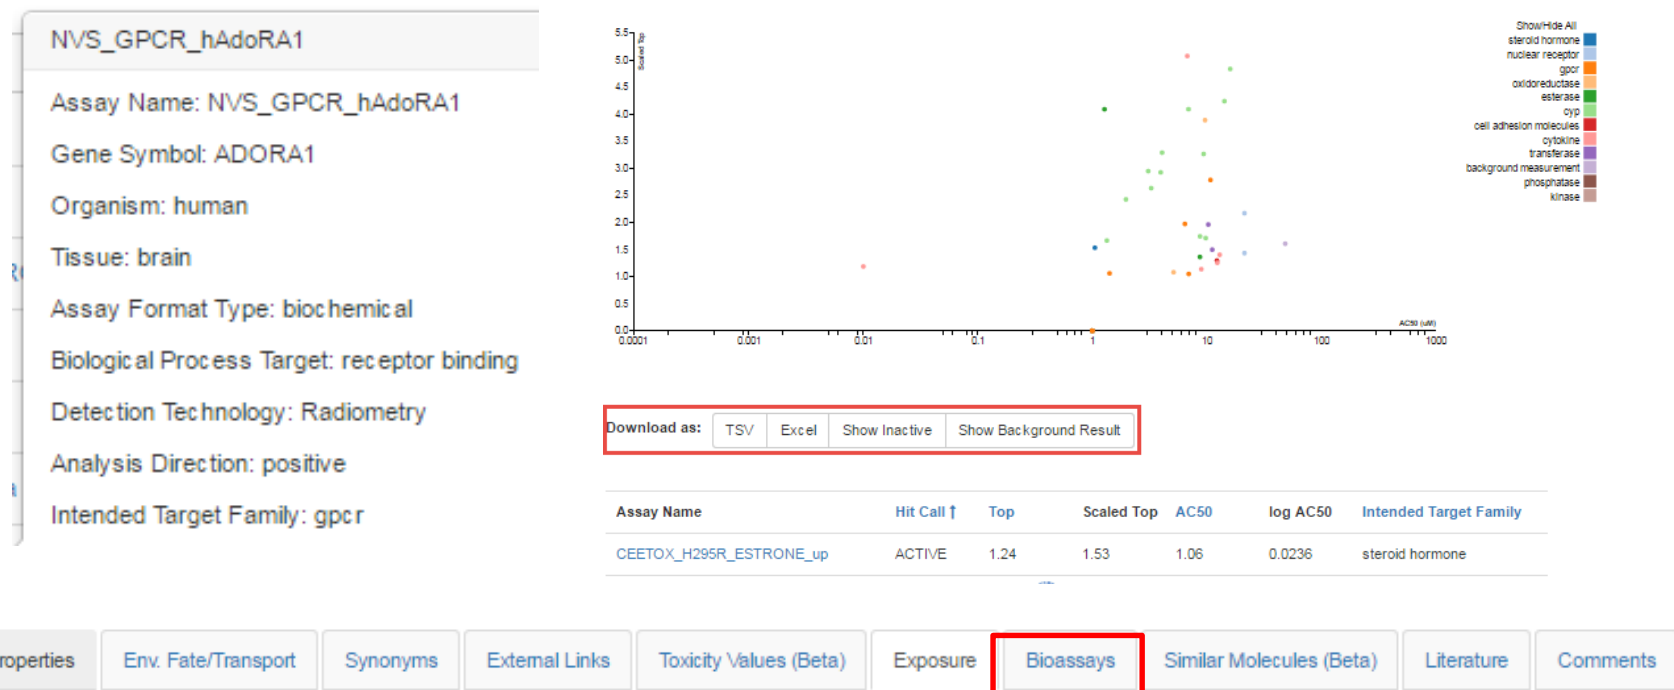 NVS_GPCR_hAdoRA1
Assay Name: NVS_GPCR_hAdoRA1
Gene Symbol: ADORA1
Organism: human
Tissue: brain
Assay Format Type: biochemical
Biological Process Target: receptor binding
Detection Technology: Radiometry
Analysis Direction: positive
Intended Target Family: gpcr
Scaled Top
5.5
5.0
4.5
4.0
3.5
3.0
2.5
2.0
1.5
1.0
0.5
0.0
0.0001 0.001 0.01 0.1 1 10 100 1000
AC50 (uM)
Show/Hide All
steroid hormone
nuclear receptor
gpcr
oxidoreductase
esterase
cyp
cell adhesion molecules
cytokine
transferase
background measurement
phosphatase
kinase
Download as: TSV Excel Show Inactive Show Background Result
Assay Name Hit Call ↑ Top Scaled Top AC50 log AC50 Intended Target Family
CEETOX_H295R_ESTRONE_up ACTIVE 1.24 1.53 1.06 0.0236 steroid hormone
roperties Env. Fate/Transport Synonyms External Links Toxicity Values (Beta) Exposure Bioassays Similar Molecules (Beta) Literature Comments